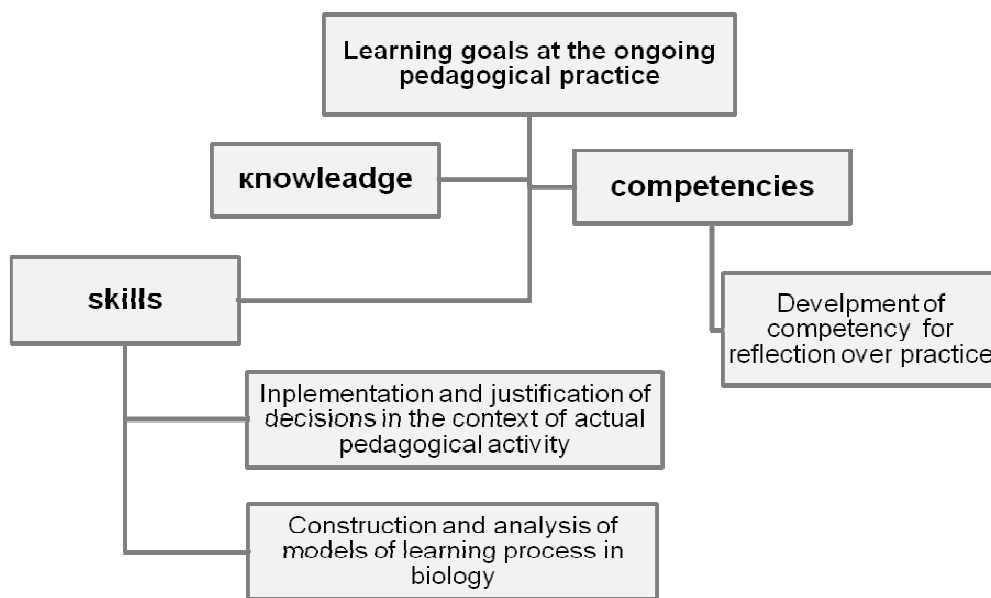 Learning goals at the ongoing
pedagogical practice
кnowleadge
competencies
skills
Develpment of
competency for
reflection over practice
Inplementation and justification of
decisions in the context of actual
pedagogical activity
Construction and analysis of
models of learning process in
biology